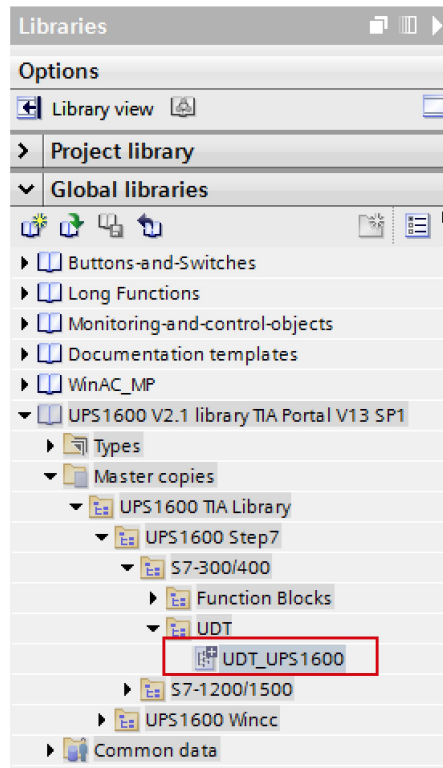 Libraries
Options
Library view
Project library
Global libraries
Buttons-and-Switches
Long Functions
Monitoring-and-control-objects
Documentation templates
WinAC_MP
UPS1600 V2.1 library TIA Portal V13 SP1
Types
Master copies
UPS1600 TIA Library
UPS1600 Step7
S7-300/400
Function Blocks
UDT
UDT_UPS1600
S7-1200/1500
UPS1600 Wincc
Common data